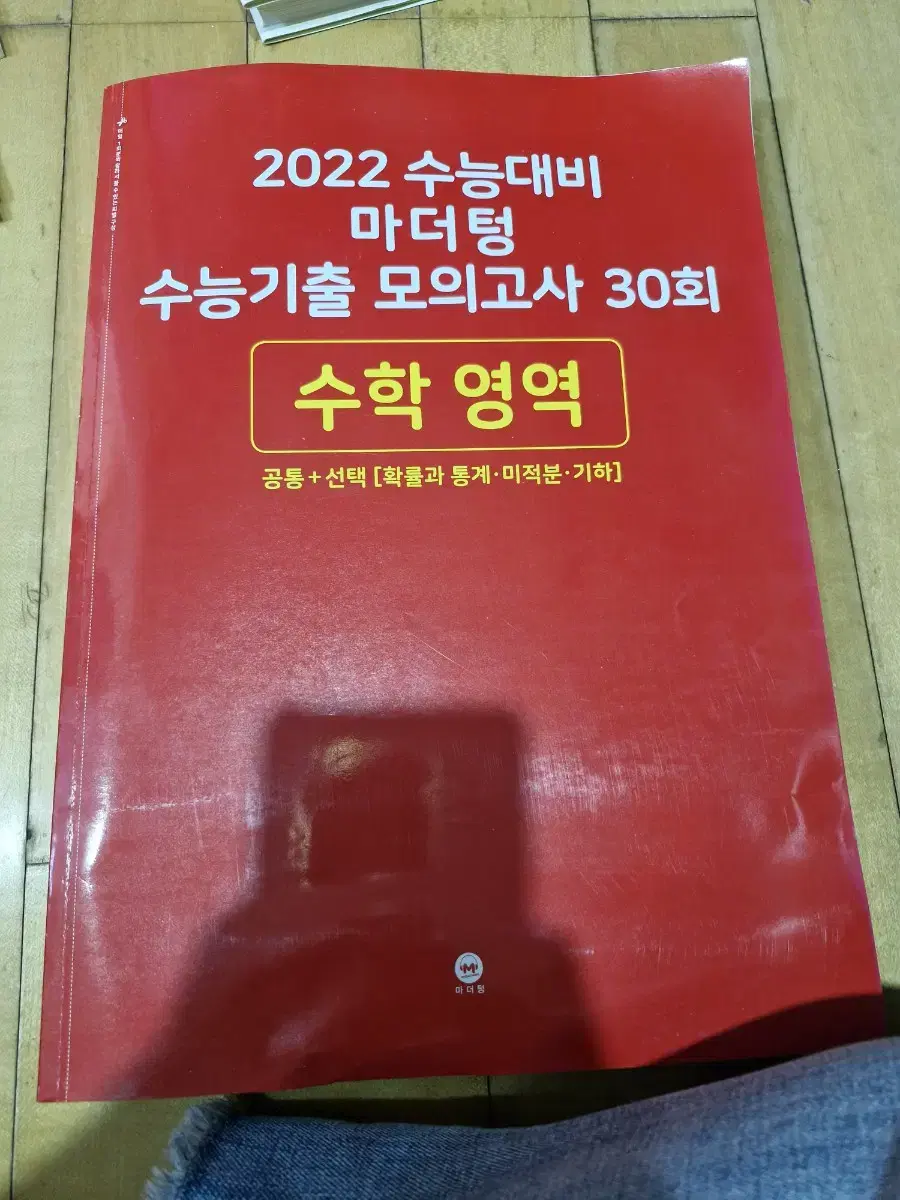 2022 수능대비
마더텅
수능기출 모의고사 30회
수학 영역
공통+선택 [확률과 통계·미적분·기하]
M
마더텅